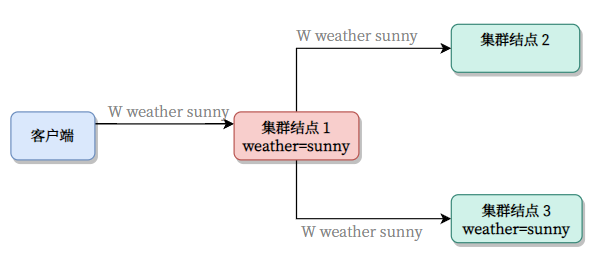 W weather sunny
集群结点 2
W weather sunny
客户端
集群结点 1
weather=sunny
集群结点 3
weather=sunny
W weather sunny